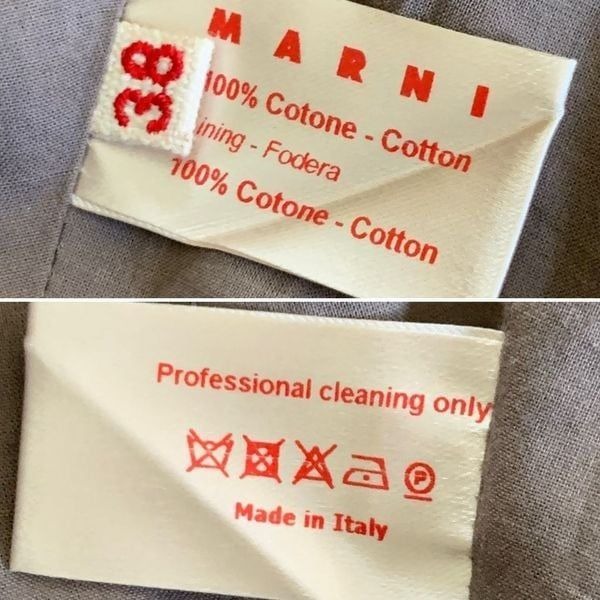 MARNI
38
100% Cotone - Cotton
ining - Fodera
100% Cotone - Cotton
Professional cleaning only
P
Made in Italy